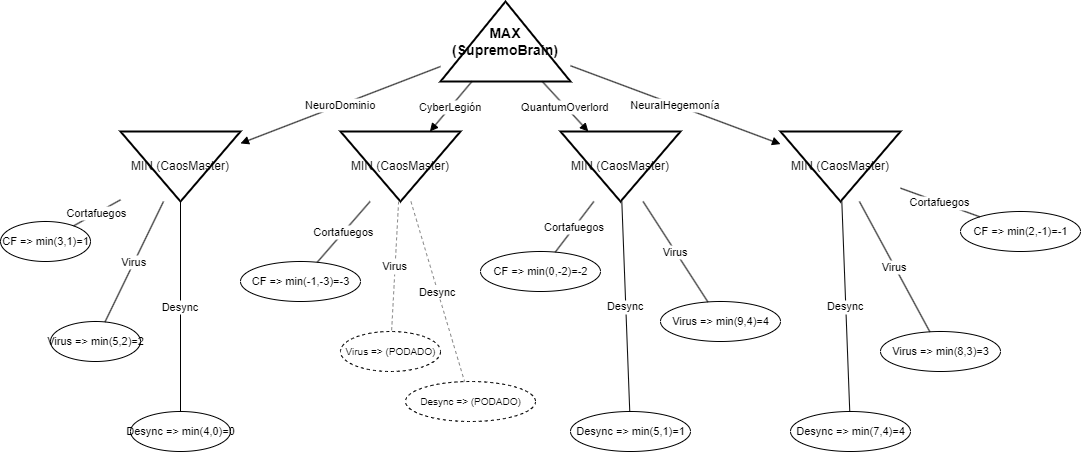 MAX
(SupremoBrain)
NeuroDominio
CyberLegión
QuantumOverlord
NeuralHegemonía
MIN (CaosMaster)
MIN (CaosMaster)
MIN (CaosMaster)
MIN (CaosMaster)
Cortafuegos
CF => min(3,1)=1
Virus
Virus => min(5,2)=2
Desync
Desync => min(4,0)=0
Cortafuegos
CF => min(-1,-3)=-3
Virus
Virus => (PODADO)
Desync
Desync => (PODADO)
Cortafuegos
CF => min(0,-2)=-2
Desync
Desync => min(5,1)=1
Virus
Virus => min(9,4)=4
Desync
Desync => min(7,4)=4
Virus
Virus => min(8,3)=3
Cortafuegos
CF => min(2,-1)=-1